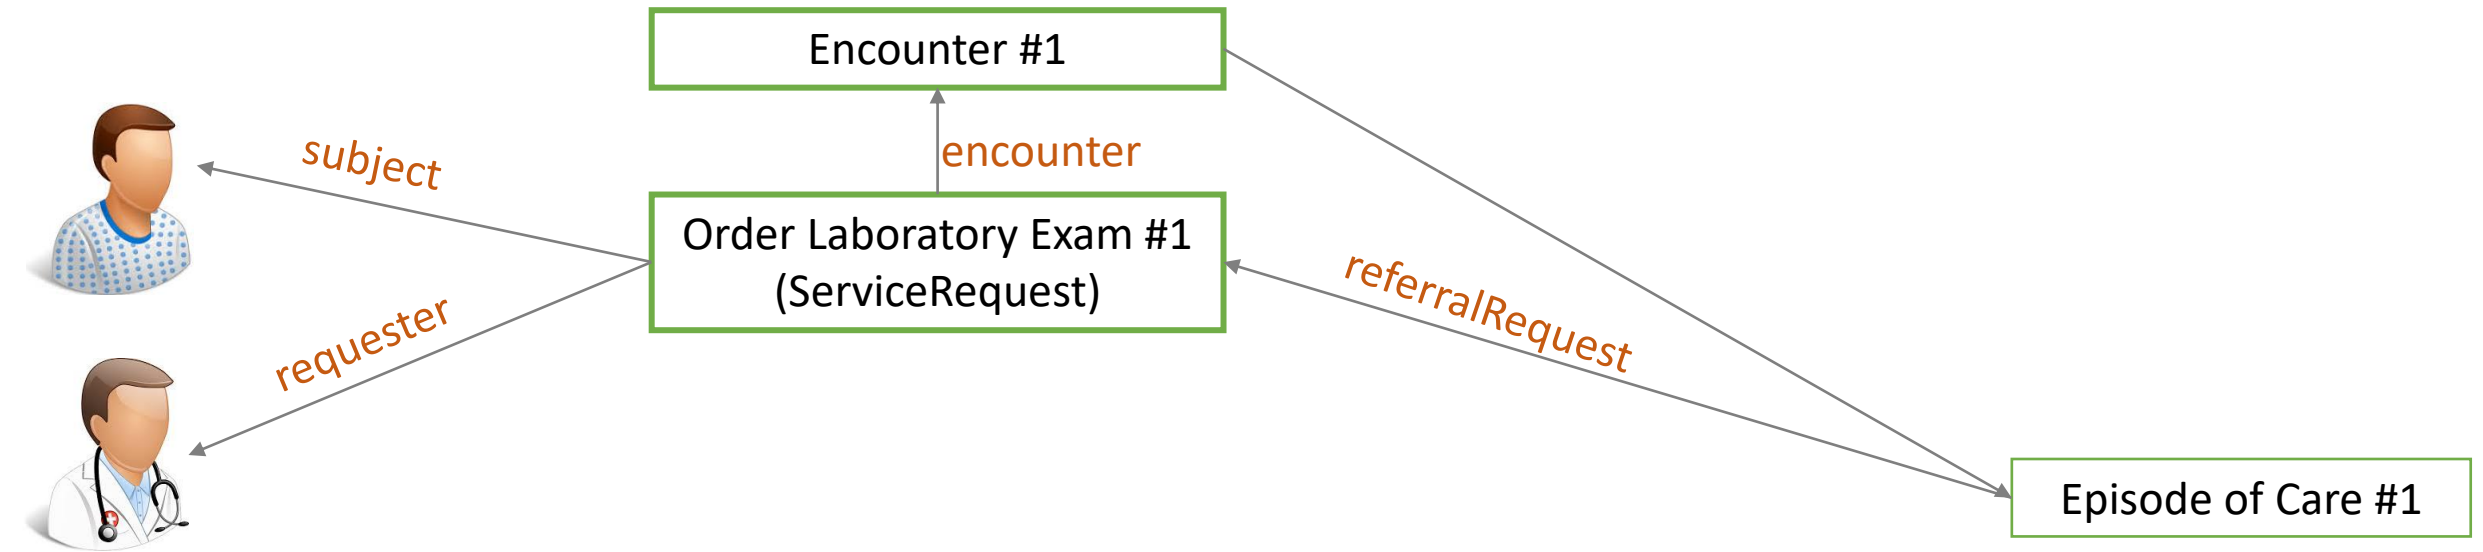 Encounter #1
subject
encounter
Order Laboratory Exam #1
(ServiceRequest)
referralRequest
requester
Episode of Care #1